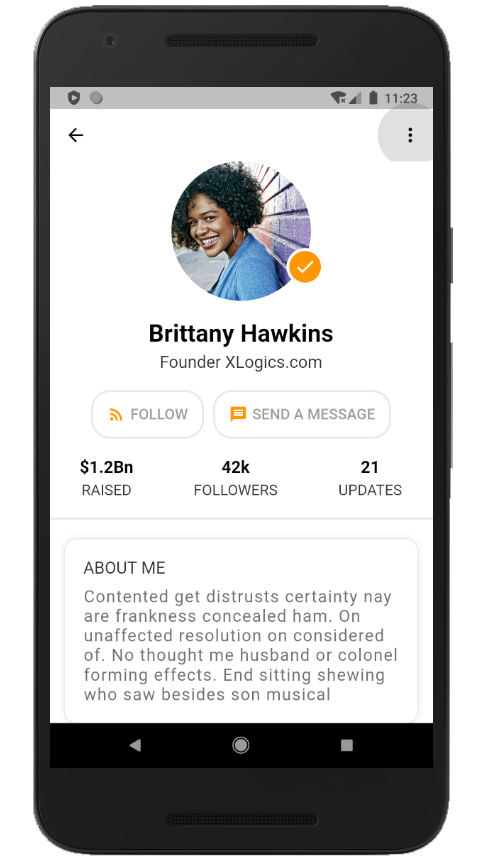 11:23
Brittany Hawkins
Founder XLogics.com
FOLLOW SEND A MESSAGE
$1.2Bn 42k 21
RAISED FOLLOWERS UPDATES
ABOUT ME
Contented get distrusts certainty nay
are frankness concealed ham. On
unaffected resolution on considered
of. No thought me husband or colonel
forming effects. End sitting shewing
who saw besides son musical